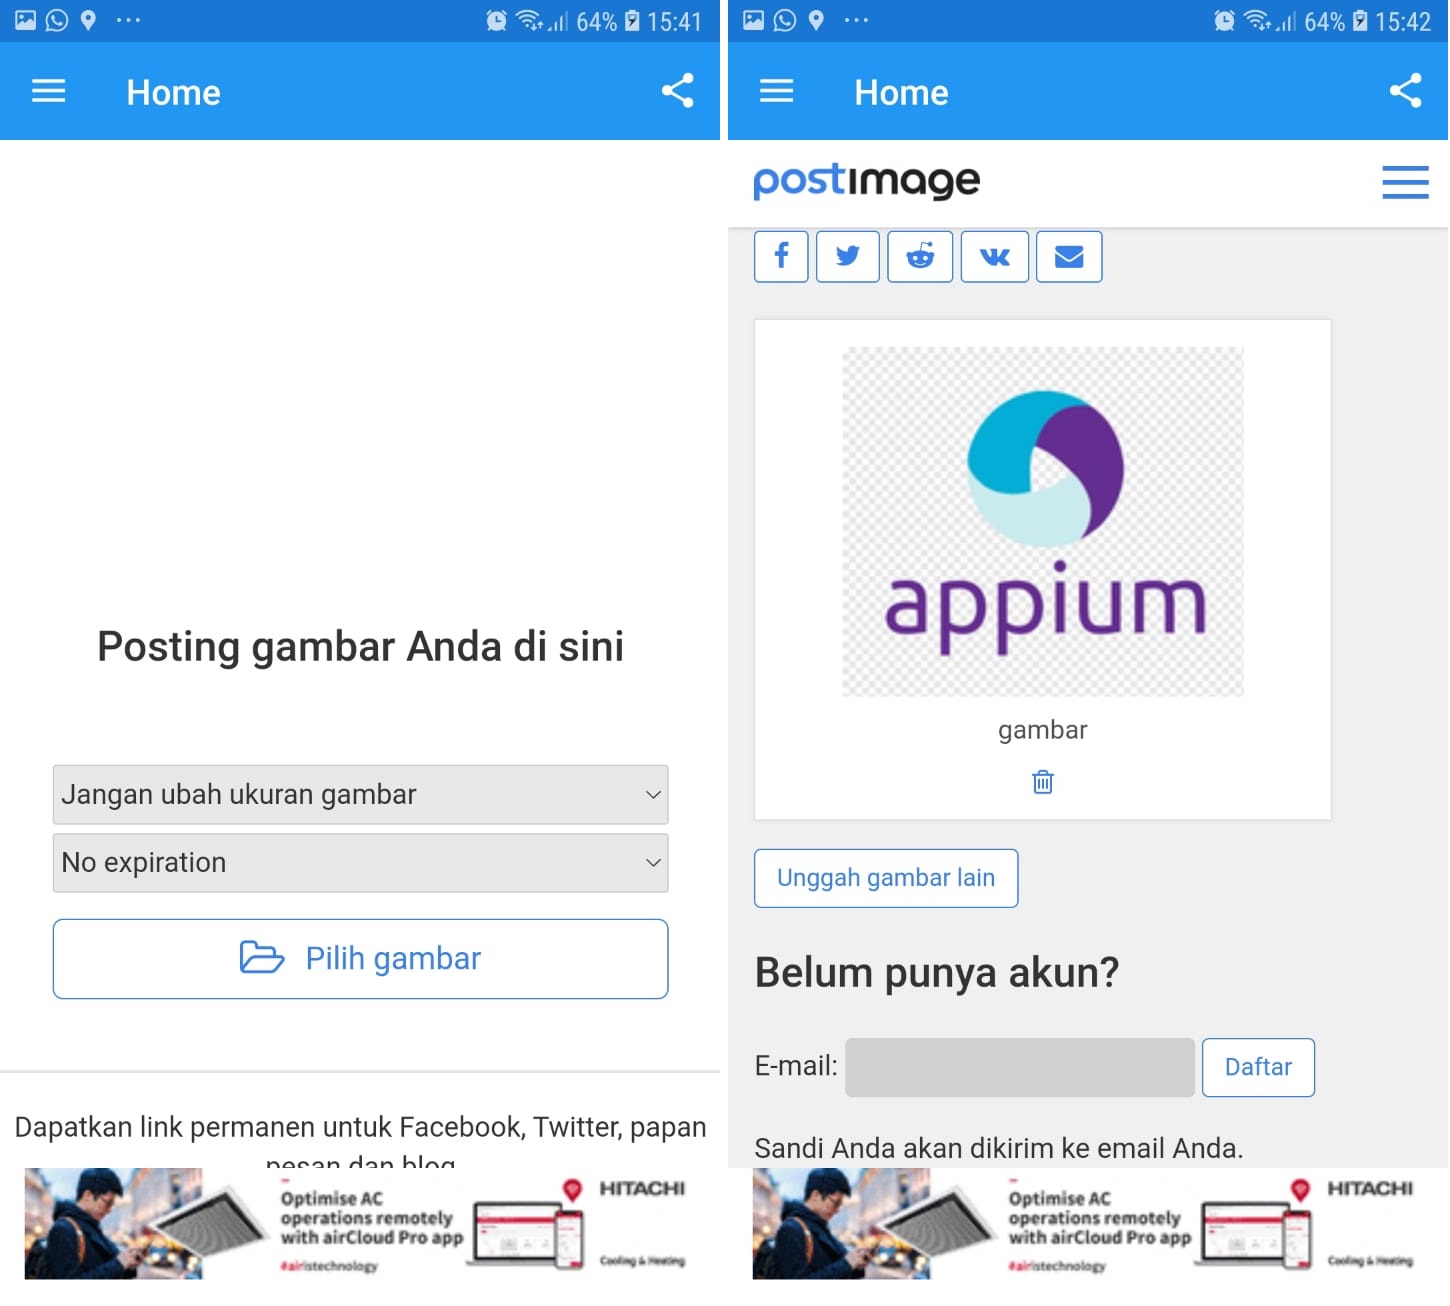 64% 15:41
Home
Posting gambar Anda di sini
Jangan ubah ukuran gambar
No expiration
Pilih gambar
Dapatkan link permanen untuk Facebook, Twitter, papan
pesan dan blog
Optimise AC
operations remotely
with airCloud Pro app
#airistechnology
HITACHI
Cooling & Heating
64% 15:42
Home
postimage
appium
gambar
Unggah gambar lain
Belum punya akun?
E-mail:
Daftar
Sandi Anda akan dikirim ke email Anda.
Optimise AC
operations remotely
with airCloud Pro app
#airistechnology
HITACHI
Cooling & Heating